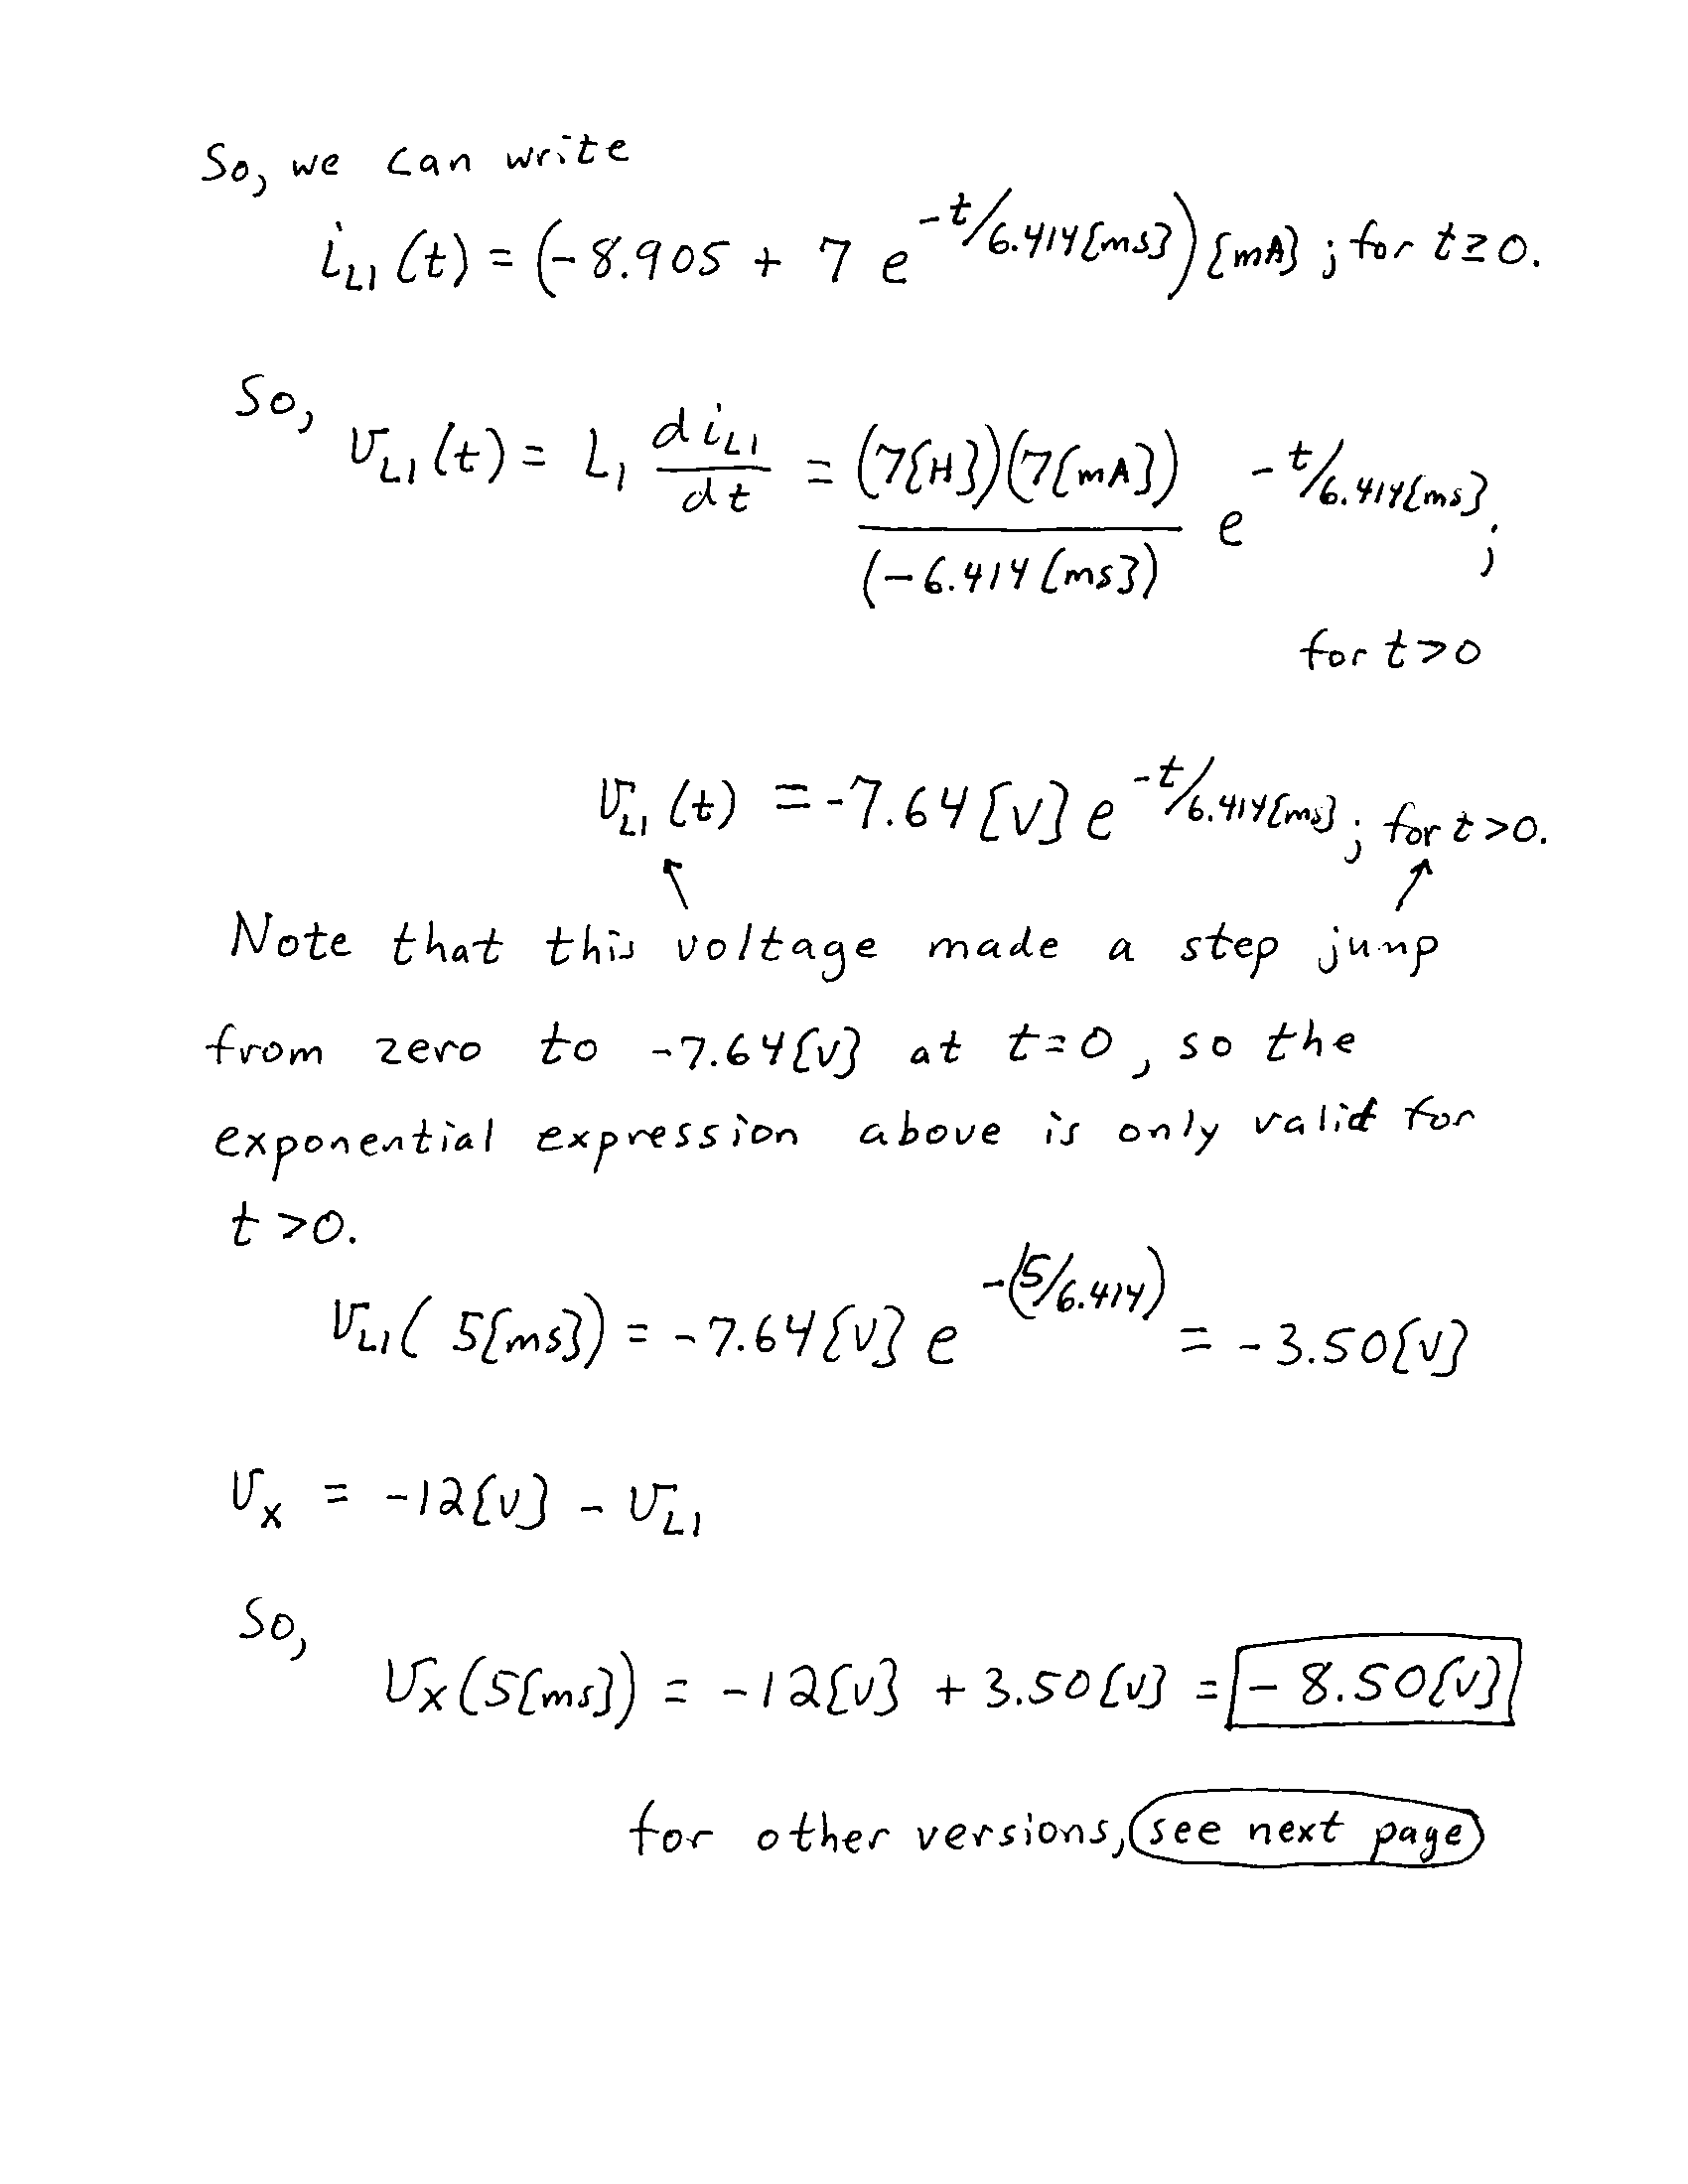 So, we can write
i_L1 (t) = (-8.905 + 7 e^-t/6.414[ms]) [mA] ; for t≥0.
So,
v_L1 (t) = L_1 di_L1/dt = (7[H])(7[mA])/(-6.414[ms]) e^-t/6.414[ms];
for t>0
v_L1 (t) = -7.64[V] e^-t/6.414[ms]; for t>0.
Note that this voltage made a step jump
from zero to -7.64[V] at t=0, so the
exponential expression above is only valid for
t>0.
v_L1( 5[ms]) = -7.64[V] e^-(5/6.414) = -3.50[V]
v_X = -12[V] - v_L1
So,
v_X(5[ms]) = -12[V] + 3.50[V] = -8.50[V]
for other versions, see next page